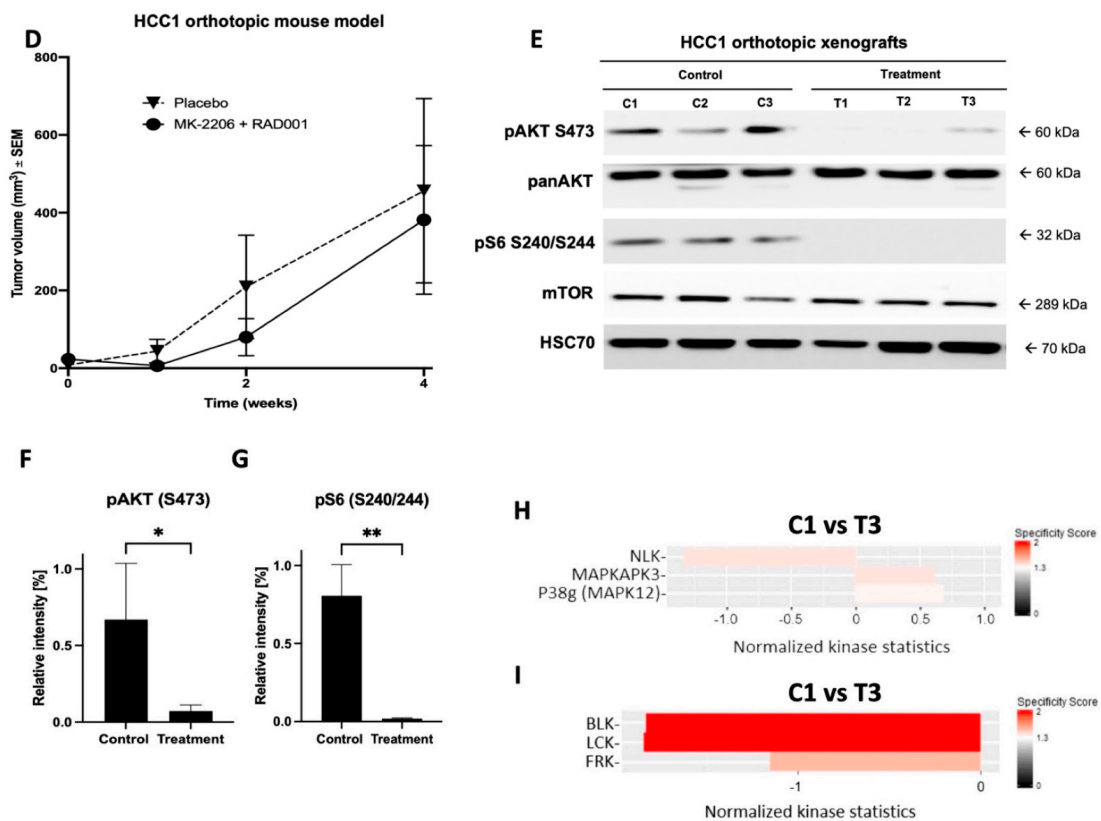 D
HCC1 orthotopic mouse model
800
600
400
200
0
Tumor volume (mm³) ± SEM
Placebo
MK-2206 + RAD001
0 2 4
Time (weeks)
E
HCC1 orthotopic xenografts
Control Treatment
C1 C2 C3 T1 T2 T3
pAKT S473 ← 60 kDa
panAKT ← 60 kDa
pS6 S240/S244 ← 32 kDa
mTOR ← 289 kDa
HSC70 ← 70 kDa
F
pAKT (S473)
*
1.0
0.5
0.0
Relative intensity [%]
Control Treatment
G
pS6 (S240/244)
**
1.0
0.5
0.0
Relative intensity [%]
Control Treatment
H
C1 vs T3
NLK-
MAPKAPK3-
P38g (MAPK12)-
-1.0 -0.5 0 0.5 1.0
Normalized kinase statistics
Specificity Score
2
1.3
0
I
C1 vs T3
BLK-
LCK-
FRK-
-1 0
Normalized kinase statistics
Specificity Score
2
1.3
0